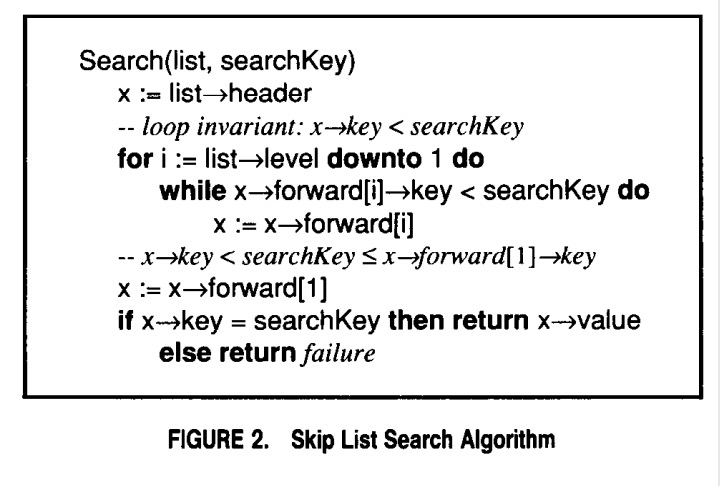 Search(list, searchKey)
x := list→header
-- loop invariant: x→key < searchKey
for i := list→level downto 1 do
while x→forward[i]→key < searchKey do
x := x→forward[i]
-- x→key < searchKey ≤ x→forward[1]→key
x := x→forward[1]
if x→key = searchKey then return x→value
else return failure
FIGURE 2. Skip List Search Algorithm